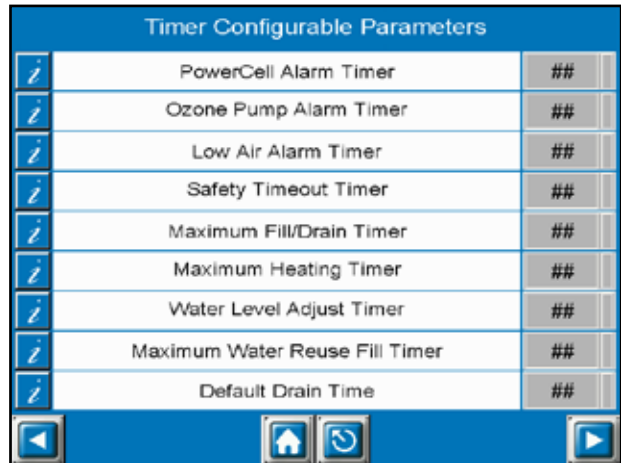 Timer Configurable Parameters
i PowerCell Alarm Timer ##
i Ozone Pump Alarm Timer ##
i Low Air Alarm Timer ##
i Safety Timeout Timer ##
i Maximum Fill/Drain Timer ##
i Maximum Heating Timer ##
i Water Level Adjust Timer ##
i Maximum Water Reuse Fill Timer ##
i Default Drain Time ##